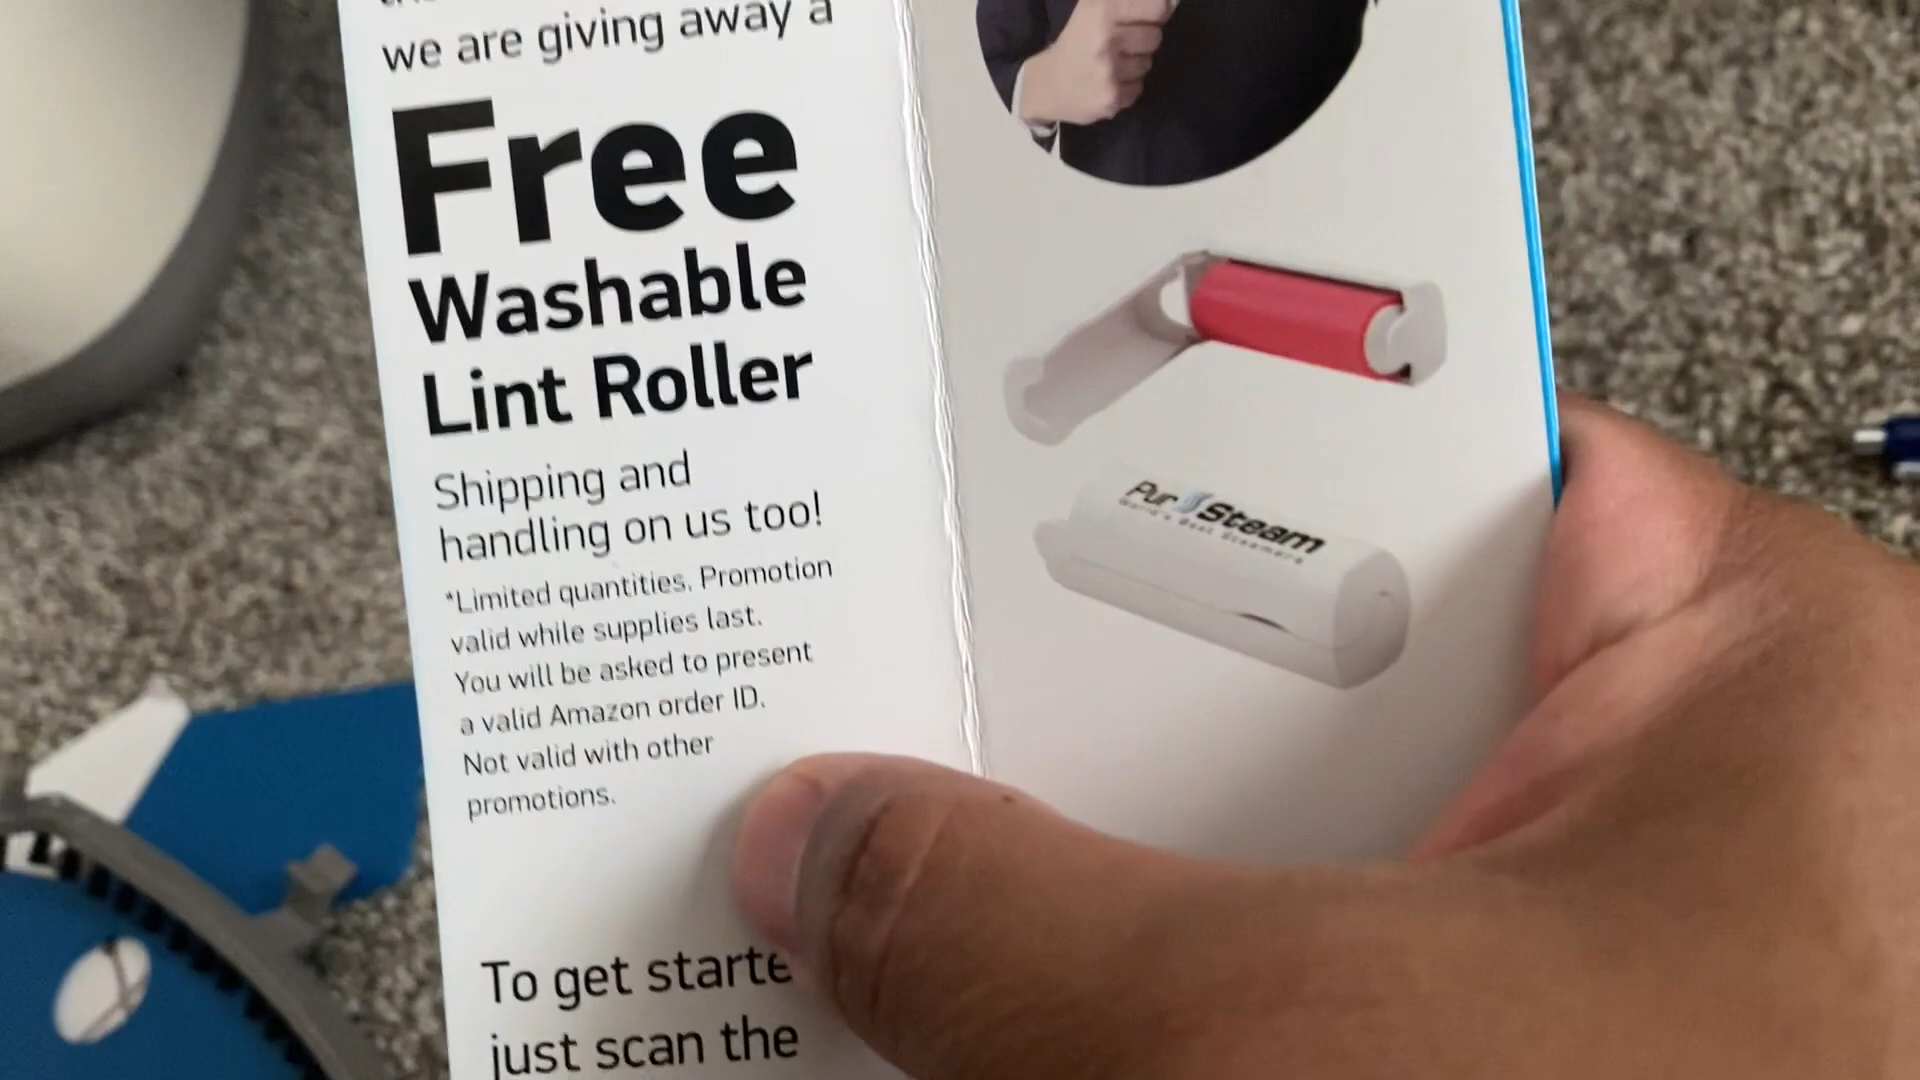 we are giving away a
Free
Washable
Lint Roller
Shipping and
handling on us too!
*Limited quantities. Promotion
valid while supplies last.
You will be asked to present
a valid Amazon order ID.
Not valid with other
promotions.
To get starte
just scan the
Pur Steam
World's Best Steamers